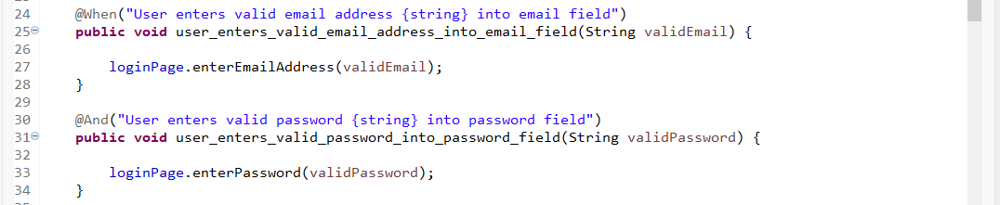 24 @When("User enters valid email address {string} into email field")
25 public void user_enters_valid_email_address_into_email_field(String validEmail) {
26
27 loginPage.enterEmailAddress(validEmail);
28 }
29
30 @And("User enters valid password {string} into password field")
31 public void user_enters_valid_password_into_password_field(String validPassword) {
32
33 loginPage.enterPassword(validPassword);
34 }